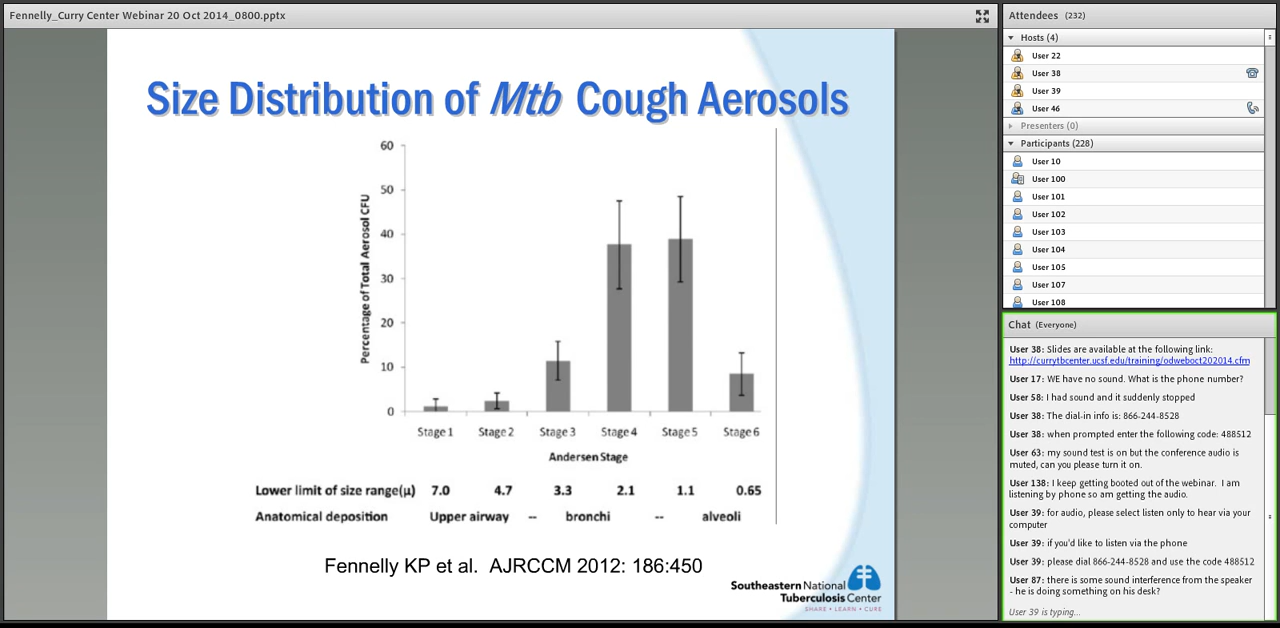 Fennelly_Curry Center Webinar 20 Oct 2014_0800.pptx
Size Distribution of Mtb Cough Aerosols
Percentage of Total Aerosol CFU
60
50
40
30
20
10
0
Stage 1 Stage 2 Stage 3 Stage 4 Stage 5 Stage 6
Andersen Stage
Lower limit of size range(µ) 7.0 4.7 3.3 2.1 1.1 0.65
Anatomical deposition Upper airway -- bronchi -- alveoli
Fennelly KP et al. AJRCCM 2012: 186:450
Southeastern National
Tuberculosis Center
SHARE • LEARN • CURE
Attendees (232)
Hosts (4)
User 22
User 38
User 39
User 46
Presenters (0)
Participants (228)
User 10
User 100
User 101
User 102
User 103
User 104
User 105
User 107
User 108
Chat (Everyone)
User 38: Slides are available at the following link:
http://currytbcenter.ucsf.edu/training/odweboct202014.cfm
User 17: WE have no sound. What is the phone number?
User 58: I had sound and it suddenly stopped
User 38: The dial-in info is: 866-244-8528
User 38: when prompted enter the following code: 488512
User 63: my sound test is on but the conference audio is
muted, can you please turn it on.
User 138: I keep getting booted out of the webinar. I am
listening by phone so am getting the audio.
User 39: for audio, please select listen only to hear via your
computer
User 39: if you'd like to listen via the phone
User 39: please dial 866-244-8528 and use the code 488512
User 87: there is some sound interference from the speaker
- he is doing something on his desk?
User 39 is typing...